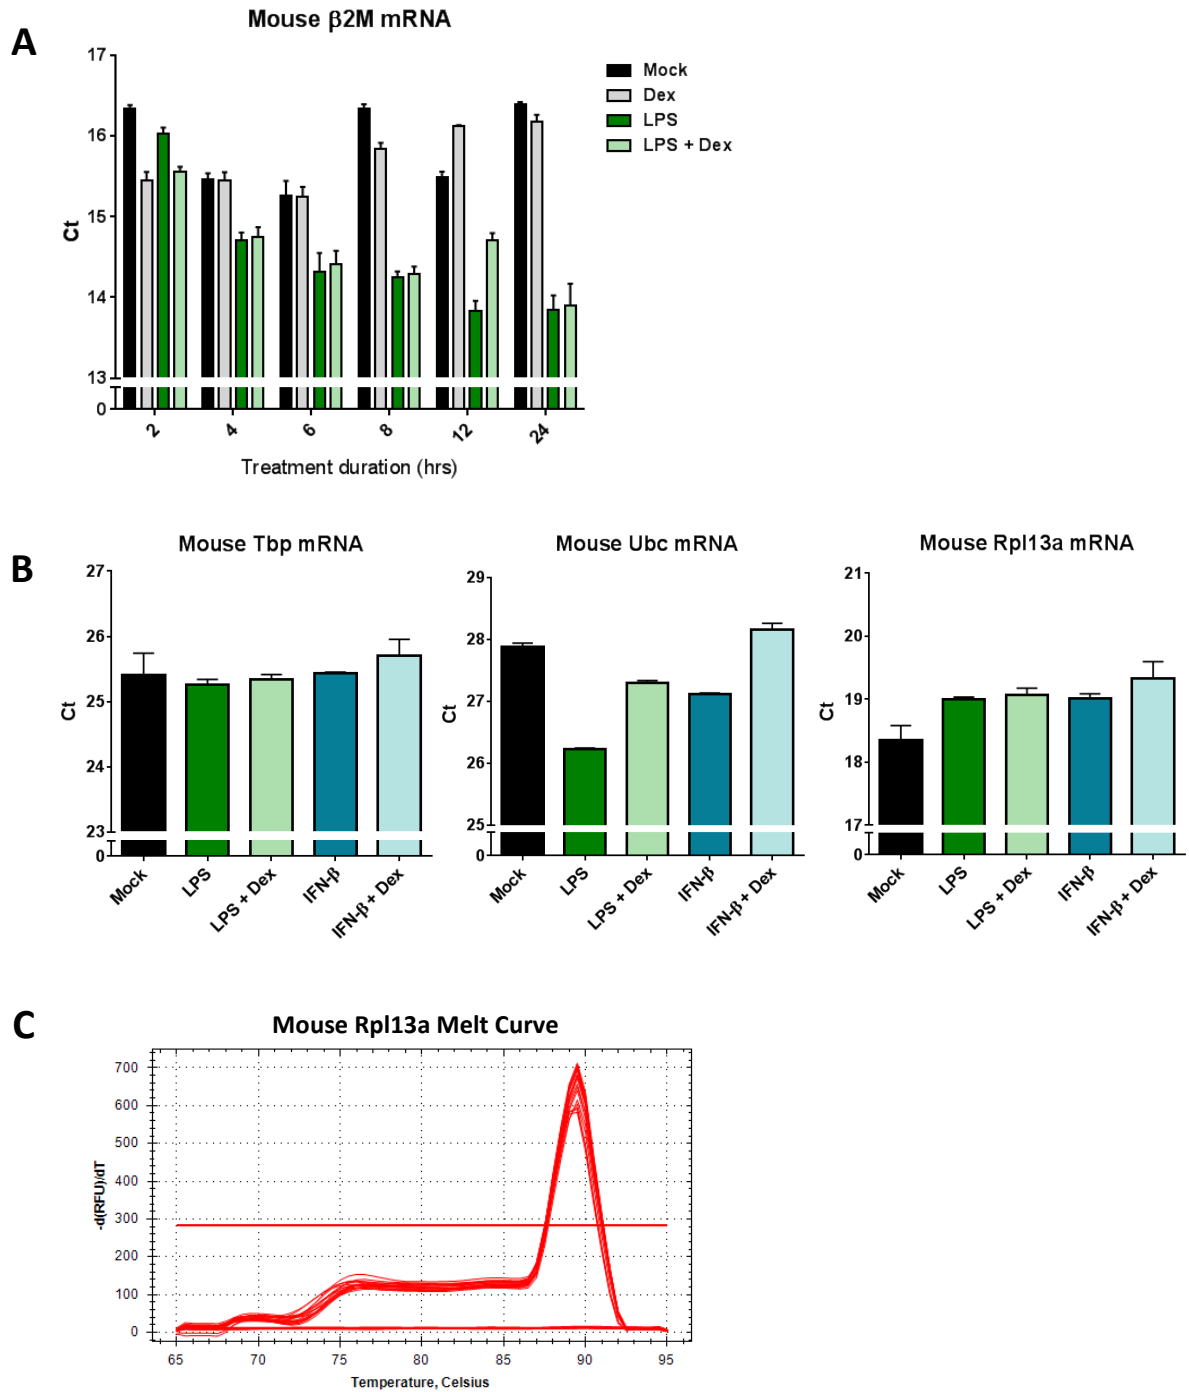 A
Mouse β2M mRNA
17
16
15
14
13
0
Ct
2
4
6
8
12
24
Treatment duration (hrs)
Mock
Dex
LPS
LPS + Dex
B
Mouse Tbp mRNA
27
26
25
24
23
0
Ct
Mock
LPS
LPS + Dex
IFN-β
IFN-β + Dex
Mouse Ubc mRNA
29
28
27
26
25
0
Ct
Mock
LPS
LPS + Dex
IFN-β
IFN-β + Dex
Mouse Rpl13a mRNA
21
20
19
18
17
0
Ct
Mock
LPS
LPS + Dex
IFN-β
IFN-β + Dex
C
Mouse Rpl13a Melt Curve
700
600
500
400
300
200
100
0
-d(RFU)/dT
65
70
75
80
85
90
95
Temperature, Celsius